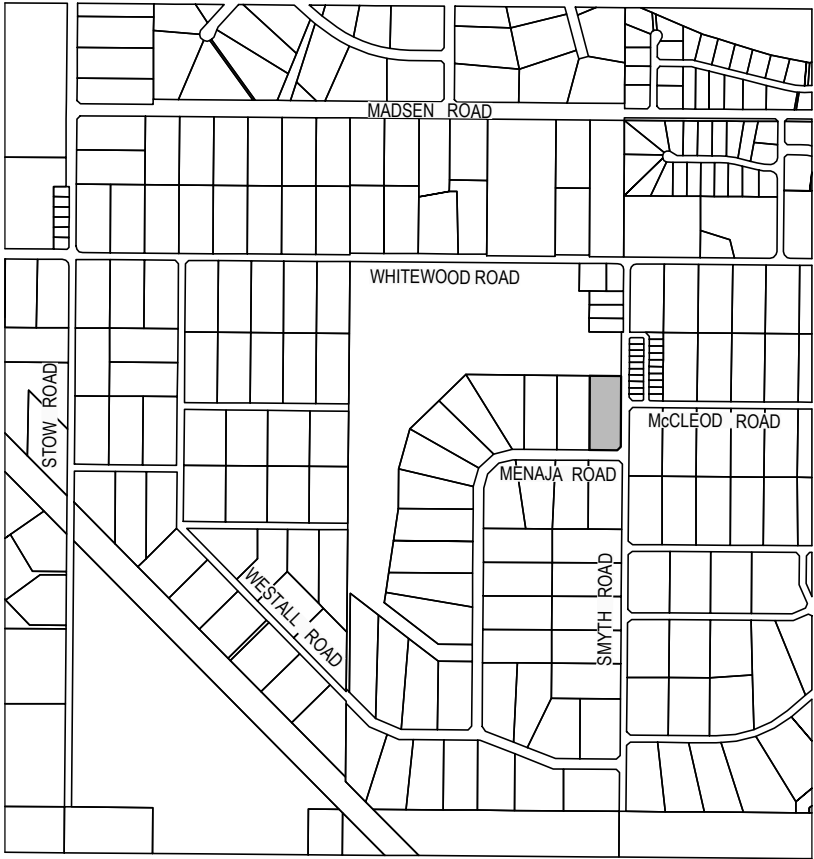 MADSEN ROAD
WHITEWOOD ROAD
STOW ROAD
McCLEOD ROAD
MENAJA ROAD
WESTALL ROAD
SMYTH ROAD